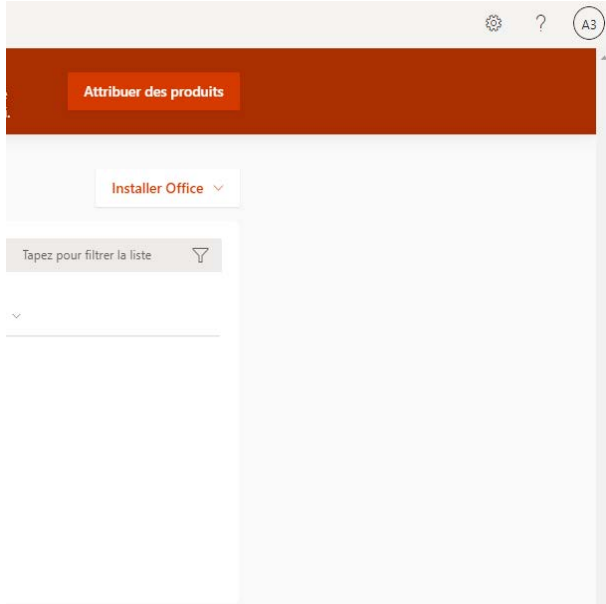 ?
A3
Attribuer des produits
Installer Office
Tapez pour filtrer la liste